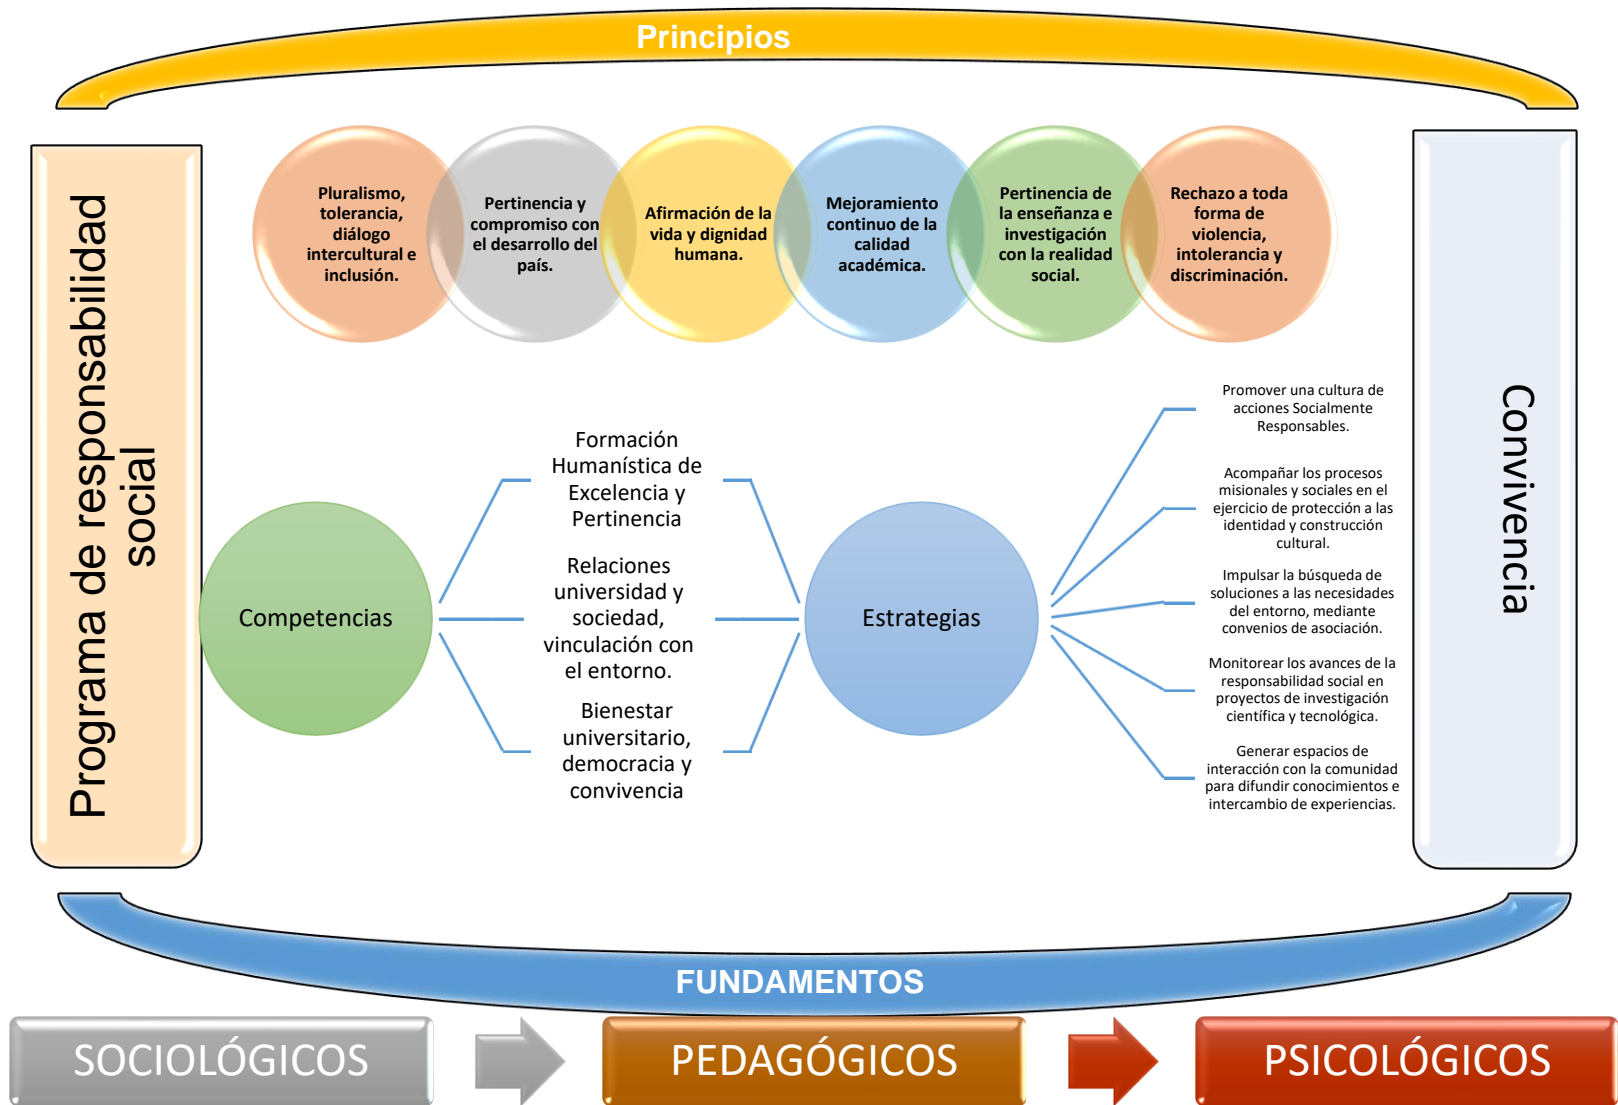 Principios
Programa de responsabilidad
social
Pluralismo,
tolerancia,
diálogo
intercultural e
inclusión.
Pertinencia y
compromiso con
el desarrollo del
país.
Afirmación de la
vida y dignidad
humana.
Mejoramiento
continuo de la
calidad
académica.
Pertinencia de
la enseñanza e
investigación
con la realidad
social.
Rechazo a toda
forma de
violencia,
intolerancia y
discriminación.
Competencias
Formación
Humanística de
Excelencia y
Pertinencia
Relaciones
universidad y
sociedad,
vinculación con
el entorno.
Bienestar
universitario,
democracia y
convivencia
Estrategias
Promover una cultura de
acciones Socialmente
Responsables.
Acompañar los procesos
misionales y sociales en el
ejercicio de protección a las
identidad y construcción
cultural.
Impulsar la búsqueda de
soluciones a las necesidades
del entorno, mediante
convenios de asociación.
Monitorear los avances de la
responsabilidad social en
proyectos de investigación
científica y tecnológica.
Generar espacios de
interacción con la comunidad
para difundir conocimientos e
intercambio de experiencias.
Convivencia
FUNDAMENTOS
SOCIOLÓGICOS
PEDAGÓGICOS
PSICOLÓGICOS